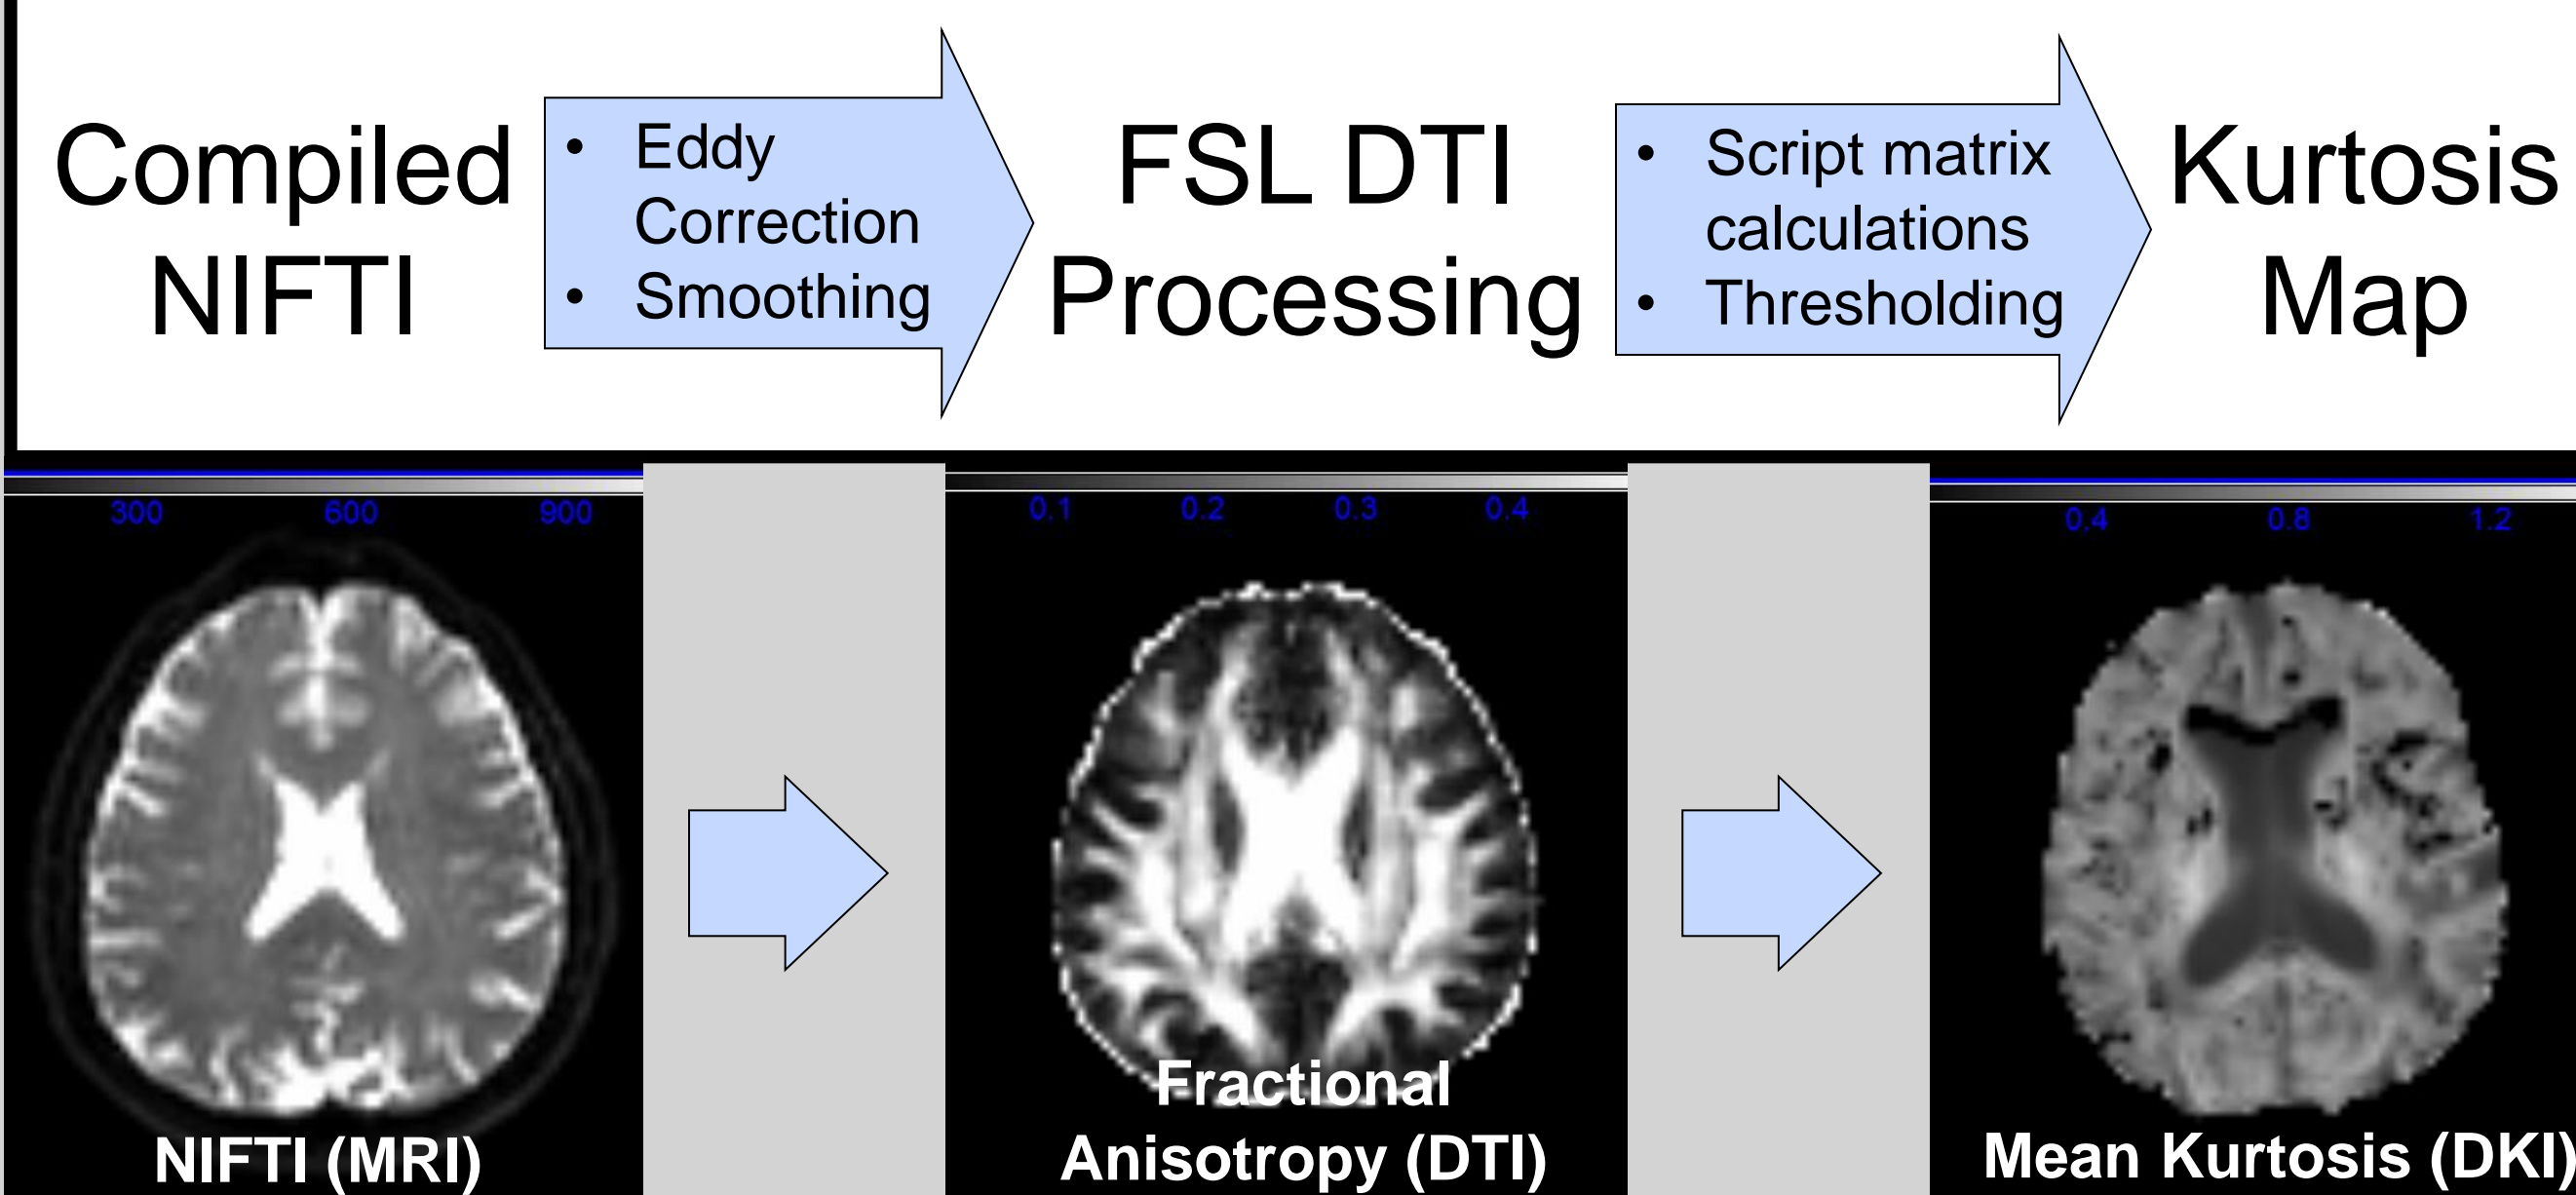 Compiled
NIFTI
• Eddy
Correction
• Smoothing
FSL DTI
Processing
• Script matrix
calculations
• Thresholding
Kurtosis
Map
300 600 900
NIFTI (MRI)
0.1 0.2 0.3 0.4
Fractional
Anisotropy (DTI)
0.4 0.8 1.2
Mean Kurtosis (DKI)